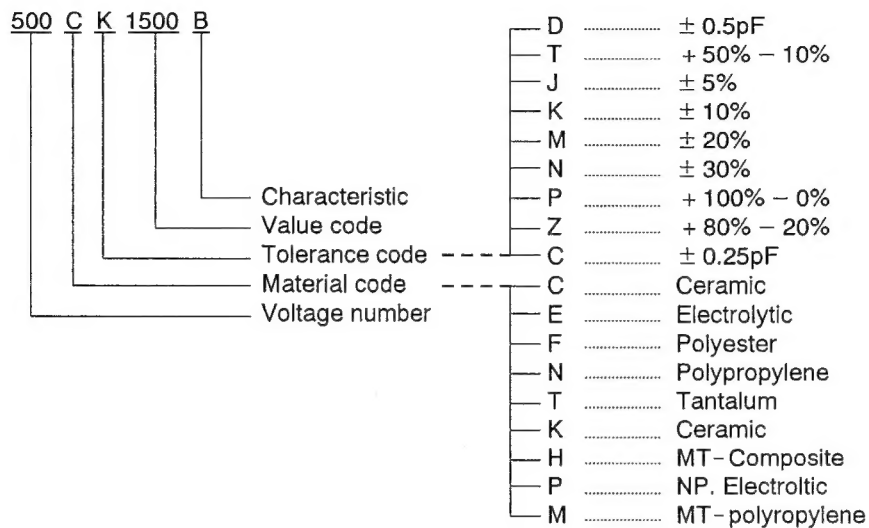 500 C K 1500 B
Characteristic
Value code
Tolerance code
Material code
Voltage number
D ............ ± 0.5pF
T ............ + 50% − 10%
J ............ ± 5%
K ............ ± 10%
M ............ ± 20%
N ............ ± 30%
P ............ + 100% − 0%
Z ............ + 80% − 20%
C ............ ± 0.25pF
C ............ Ceramic
E ............ Electrolytic
F ............ Polyester
N ............ Polypropylene
T ............ Tantalum
K ............ Ceramic
H ............ MT-Composite
P ............ NP. Electroltic
M ............ MT-polyropylene